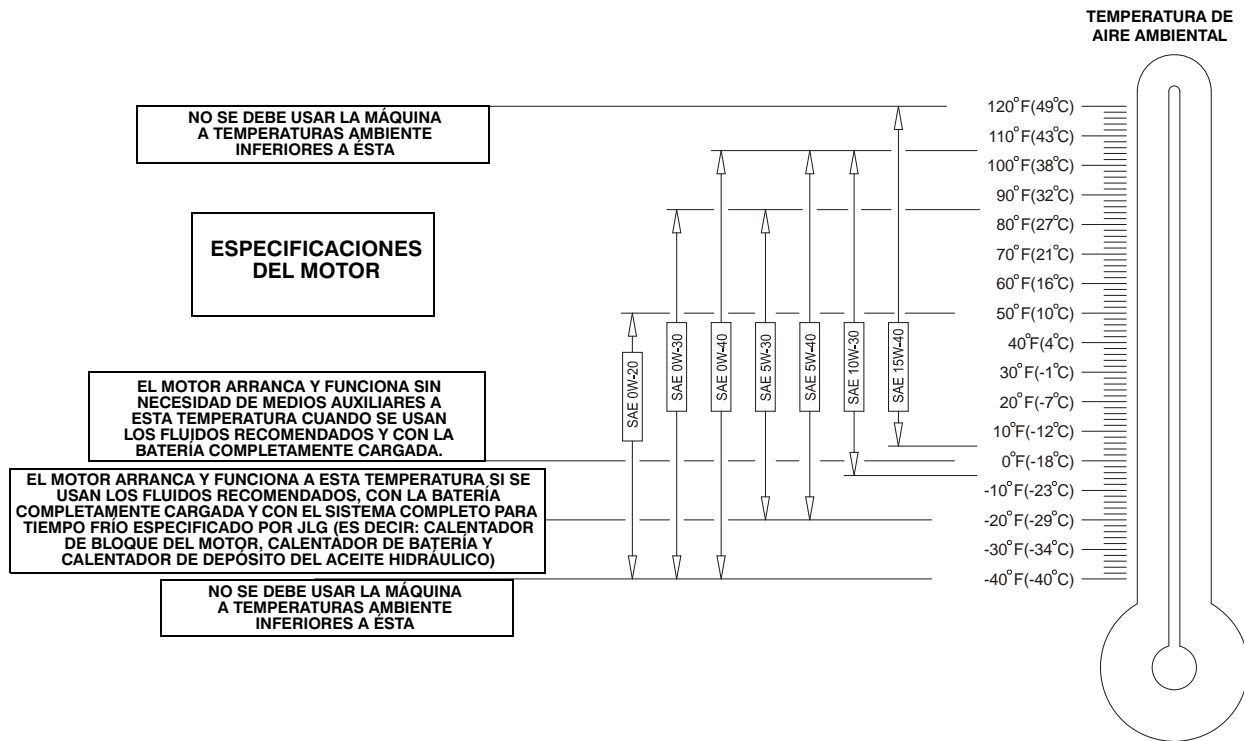 TEMPERATURA DE
AIRE AMBIENTAL
NO SE DEBE USAR LA MÁQUINA
A TEMPERATURAS AMBIENTE
INFERIORES A ÉSTA
ESPECIFICACIONES
DEL MOTOR
EL MOTOR ARRANCA Y FUNCIONA SIN
NECESIDAD DE MEDIOS AUXILIARES A
ESTA TEMPERATURA CUANDO SE USAN
LOS FLUIDOS RECOMENDADOS Y CON LA
BATERÍA COMPLETAMENTE CARGADA.
EL MOTOR ARRANCA Y FUNCIONA A ESTA TEMPERATURA SI SE
USAN LOS FLUIDOS RECOMENDADOS, CON LA BATERÍA
COMPLETAMENTE CARGADA Y CON EL SISTEMA COMPLETO PARA
TIEMPO FRÍO ESPECIFICADO POR JLG (ES DECIR: CALENTADOR
DE BLOQUE DEL MOTOR, CALENTADOR DE BATERÍA Y
CALENTADOR DE DEPÓSITO DEL ACEITE HIDRÁULICO)
NO SE DEBE USAR LA MÁQUINA
A TEMPERATURAS AMBIENTE
INFERIORES A ÉSTA
SAE 0W-20
SAE 0W-30
SAE 0W-40
SAE 5W-30
SAE 5W-40
SAE 10W-30
SAE 15W-40
120°F(49°C)
110°F(43°C)
100°F(38°C)
90°F(32°C)
80°F(27°C)
70°F(21°C)
60°F(16°C)
50°F(10°C)
40°F(4°C)
30°F(-1°C)
20°F(-7°C)
10°F(-12°C)
0°F(-18°C)
-10°F(-23°C)
-20°F(-29°C)
-30°F(-34°C)
-40°F(-40°C)